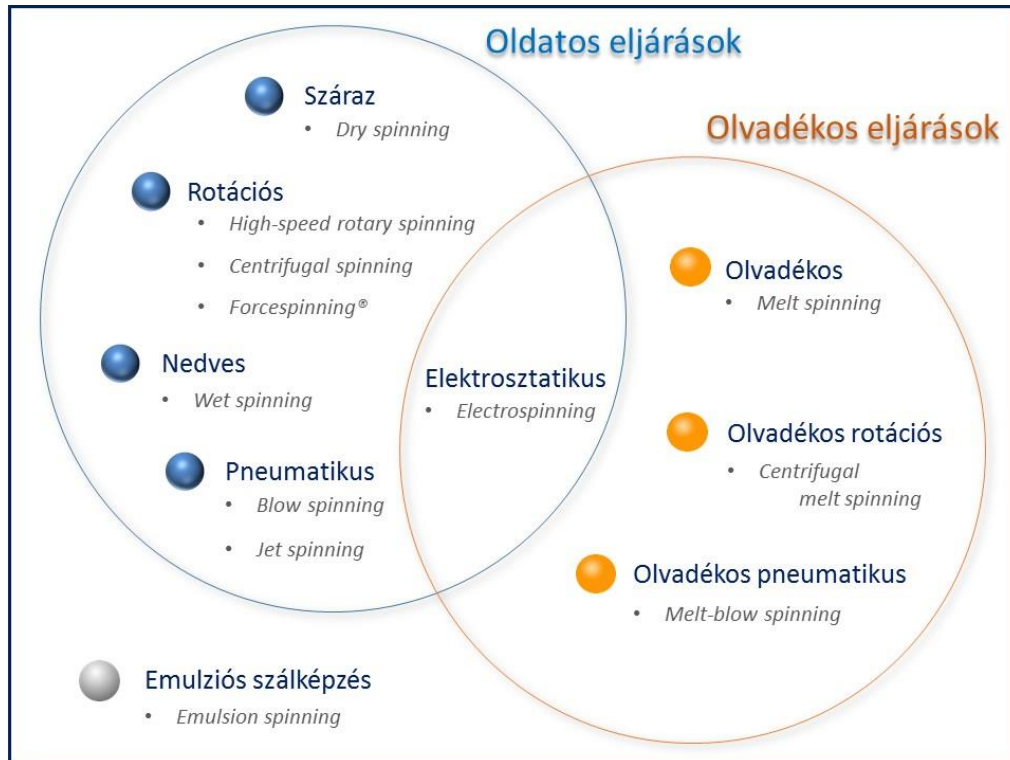 Oldatos eljárások
Száraz
• Dry spinning
Rotációs
• High-speed rotary spinning
• Centrifugal spinning
• Forcespinning®
Nedves
• Wet spinning
Pneumatikus
• Blow spinning
• Jet spinning
Elektrosztatikus
• Electrospinning
Olvadékos eljárások
Olvadékos
• Melt spinning
Olvadékos rotációs
• Centrifugal
melt spinning
Olvadékos pneumatikus
• Melt-blow spinning
Emulziós szálképzés
• Emulsion spinning